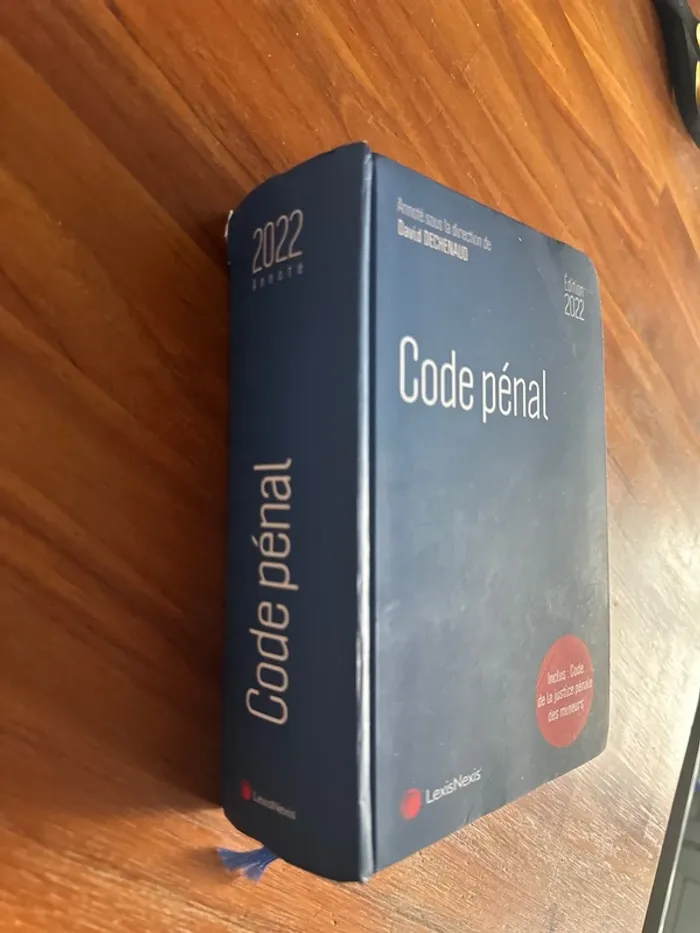 2022
Annoté
Code pénal
LexisNexis
Annoté sous la direction de
David DECHENAUD
Édition
2022
Code pénal
Inclus : Code
de la justice pénale
des mineurs
LexisNexis